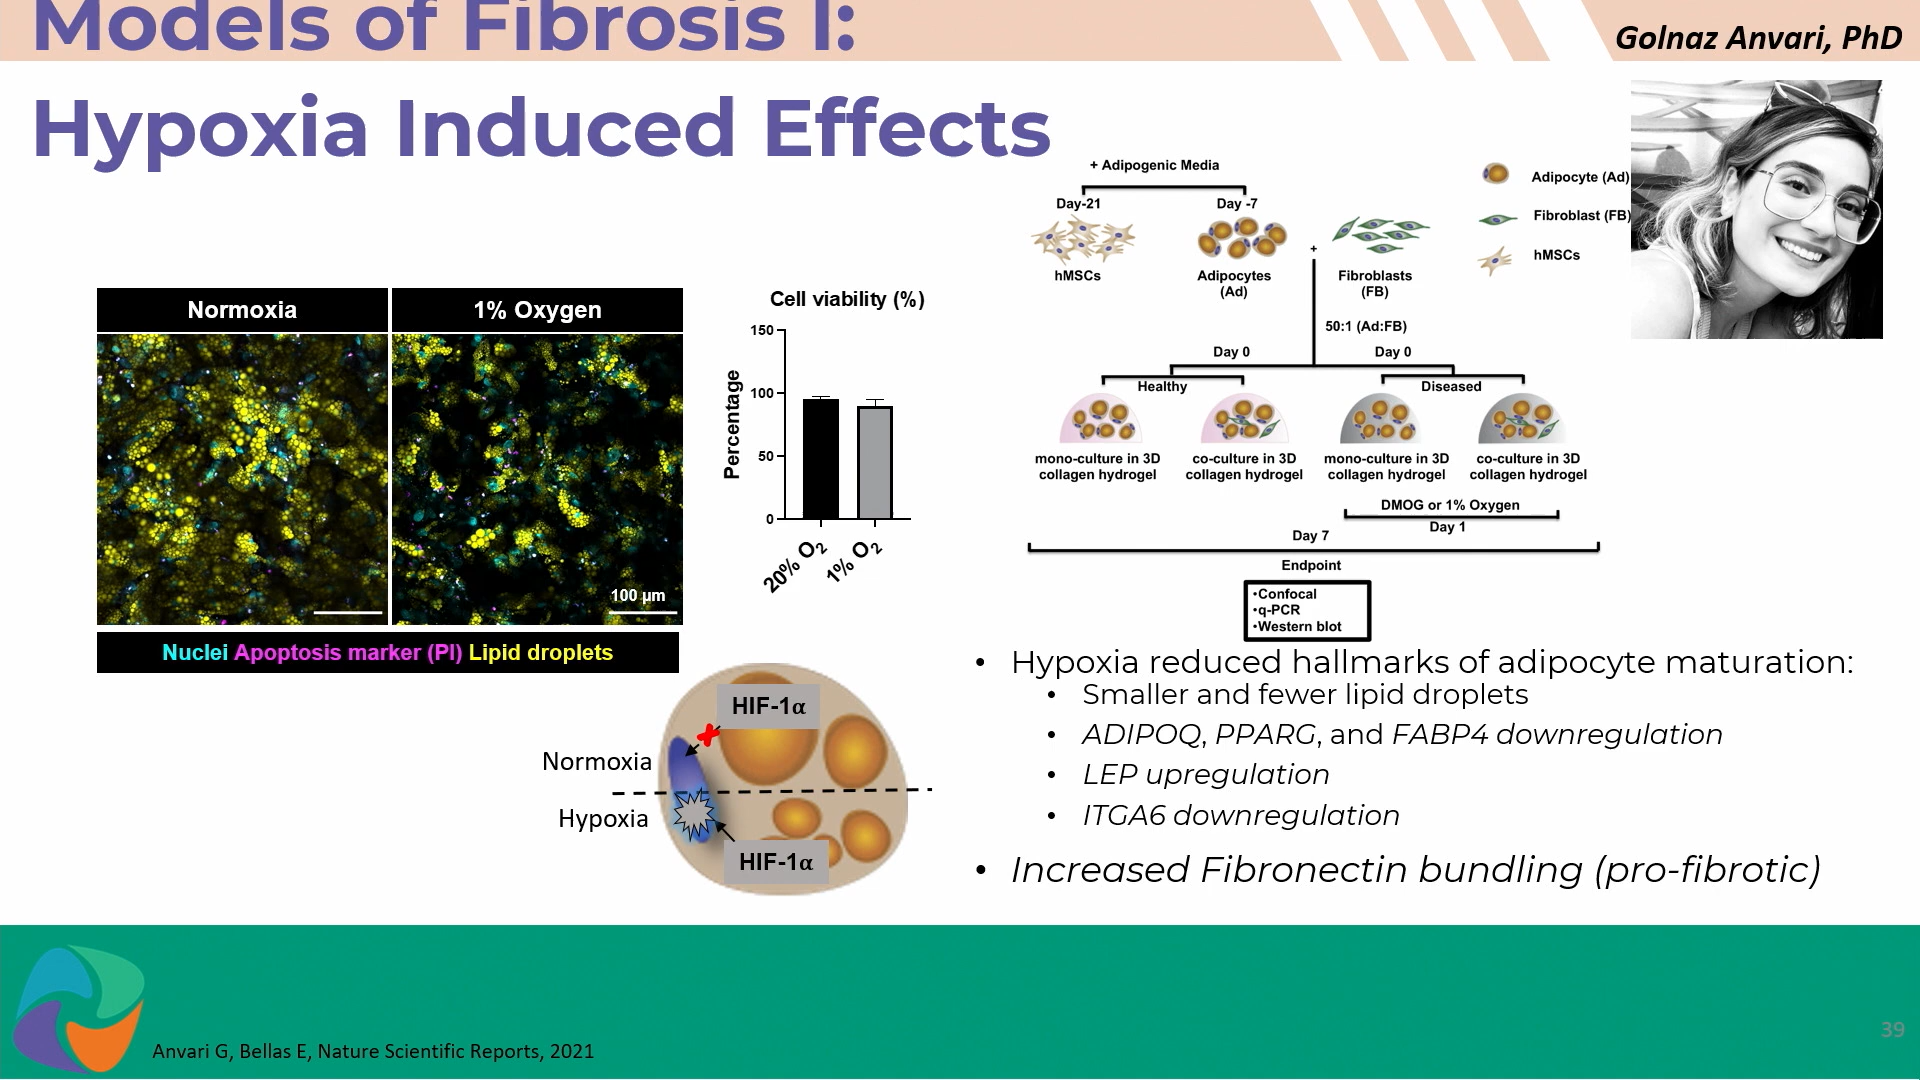 Models of Fibrosis I:
Hypoxia Induced Effects
Golnaz Anvari, PhD
Normoxia
1% Oxygen
100 µm
Nuclei Apoptosis marker (PI) Lipid droplets
Cell viability (%)
Percentage
150
100
50
0
20% O₂
1% O₂
+ Adipogenic Media
Day-21
Day -7
hMSCs
Adipocytes
(Ad)
+
Fibroblasts
(FB)
Adipocyte (Ad)
Fibroblast (FB)
hMSCs
50:1 (Ad:FB)
Day 0
Day 0
Healthy
Diseased
mono-culture in 3D
collagen hydrogel
co-culture in 3D
collagen hydrogel
mono-culture in 3D
collagen hydrogel
co-culture in 3D
collagen hydrogel
DMOG or 1% Oxygen
Day 1
Day 7
Endpoint
•Confocal
•q-PCR
•Western blot
HIF-1α
Normoxia
Hypoxia
HIF-1α
• Hypoxia reduced hallmarks of adipocyte maturation:
• Smaller and fewer lipid droplets
• ADIPOQ, PPARG, and FABP4 downregulation
• LEP upregulation
• ITGA6 downregulation
• Increased Fibronectin bundling (pro-fibrotic)
Anvari G, Bellas E, Nature Scientific Reports, 2021
39